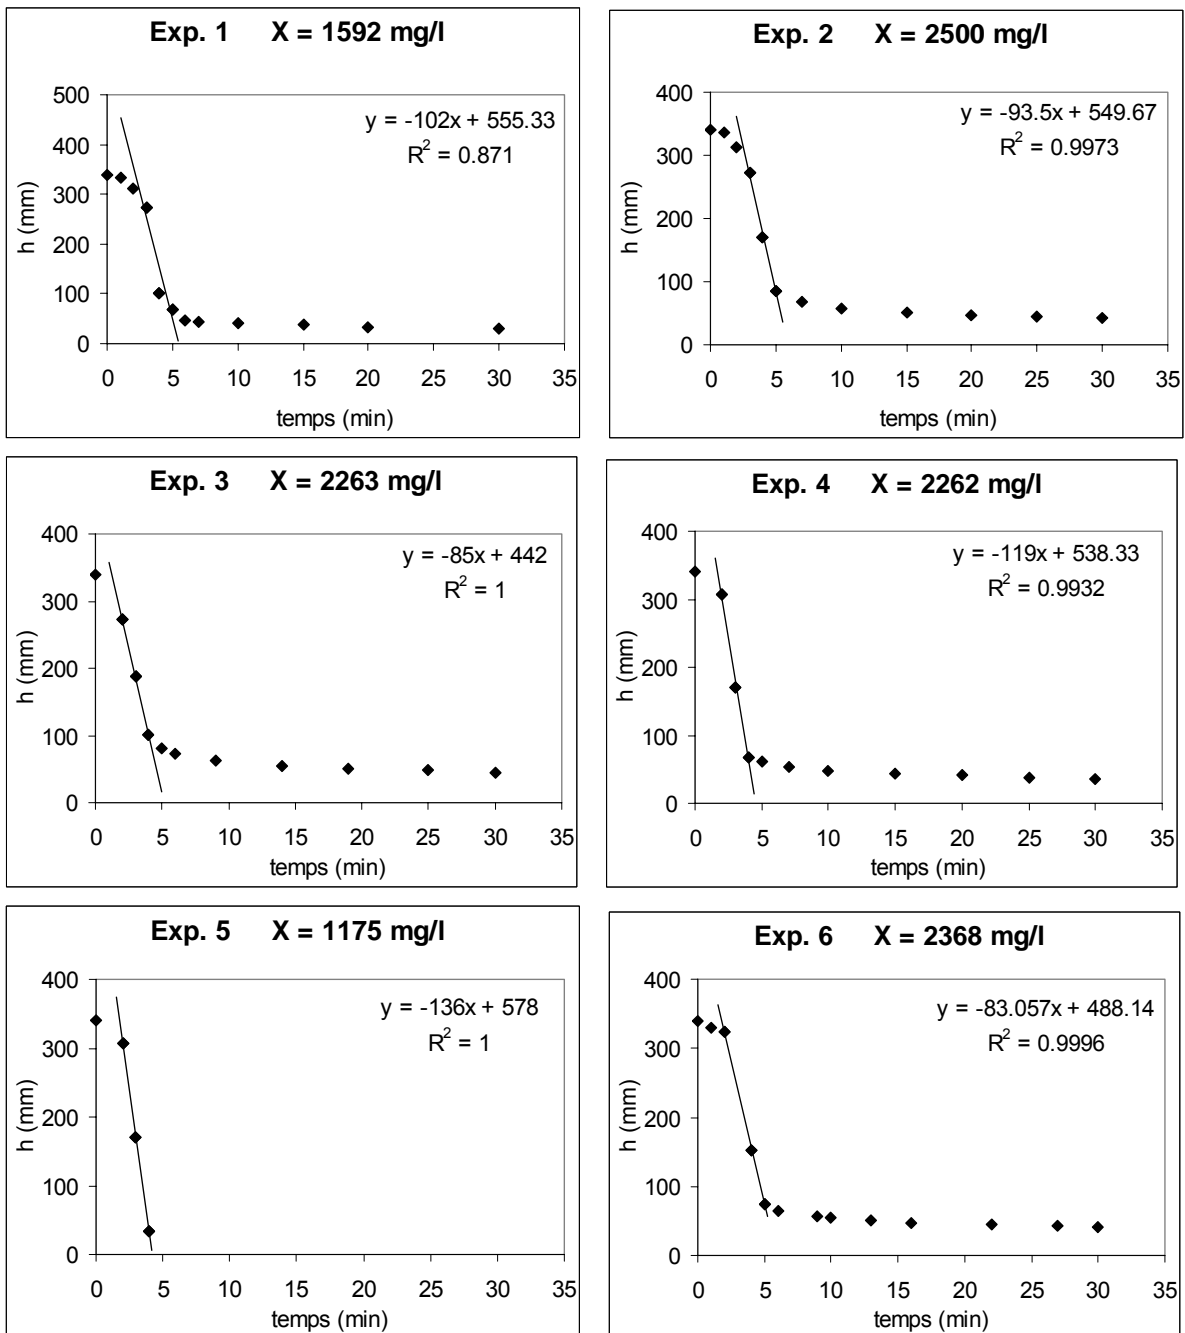 Exp. 1 X = 1592 mg/l
y = -102x + 555.33
R² = 0.871
500
400
300
200
100
0
h (mm)
0 5 10 15 20 25 30 35
temps (min)
Exp. 2 X = 2500 mg/l
y = -93.5x + 549.67
R² = 0.9973
400
300
200
100
0
h (mm)
0 5 10 15 20 25 30 35
temps (min)
Exp. 3 X = 2263 mg/l
y = -85x + 442
R² = 1
400
300
200
100
0
h (mm)
0 5 10 15 20 25 30 35
temps (min)
Exp. 4 X = 2262 mg/l
y = -119x + 538.33
R² = 0.9932
400
300
200
100
0
h (mm)
0 5 10 15 20 25 30 35
temps (min)
Exp. 5 X = 1175 mg/l
y = -136x + 578
R² = 1
400
300
200
100
0
h (mm)
0 5 10 15 20 25 30 35
temps (min)
Exp. 6 X = 2368 mg/l
y = -83.057x + 488.14
R² = 0.9996
400
300
200
100
0
h (mm)
0 5 10 15 20 25 30 35
temps (min)